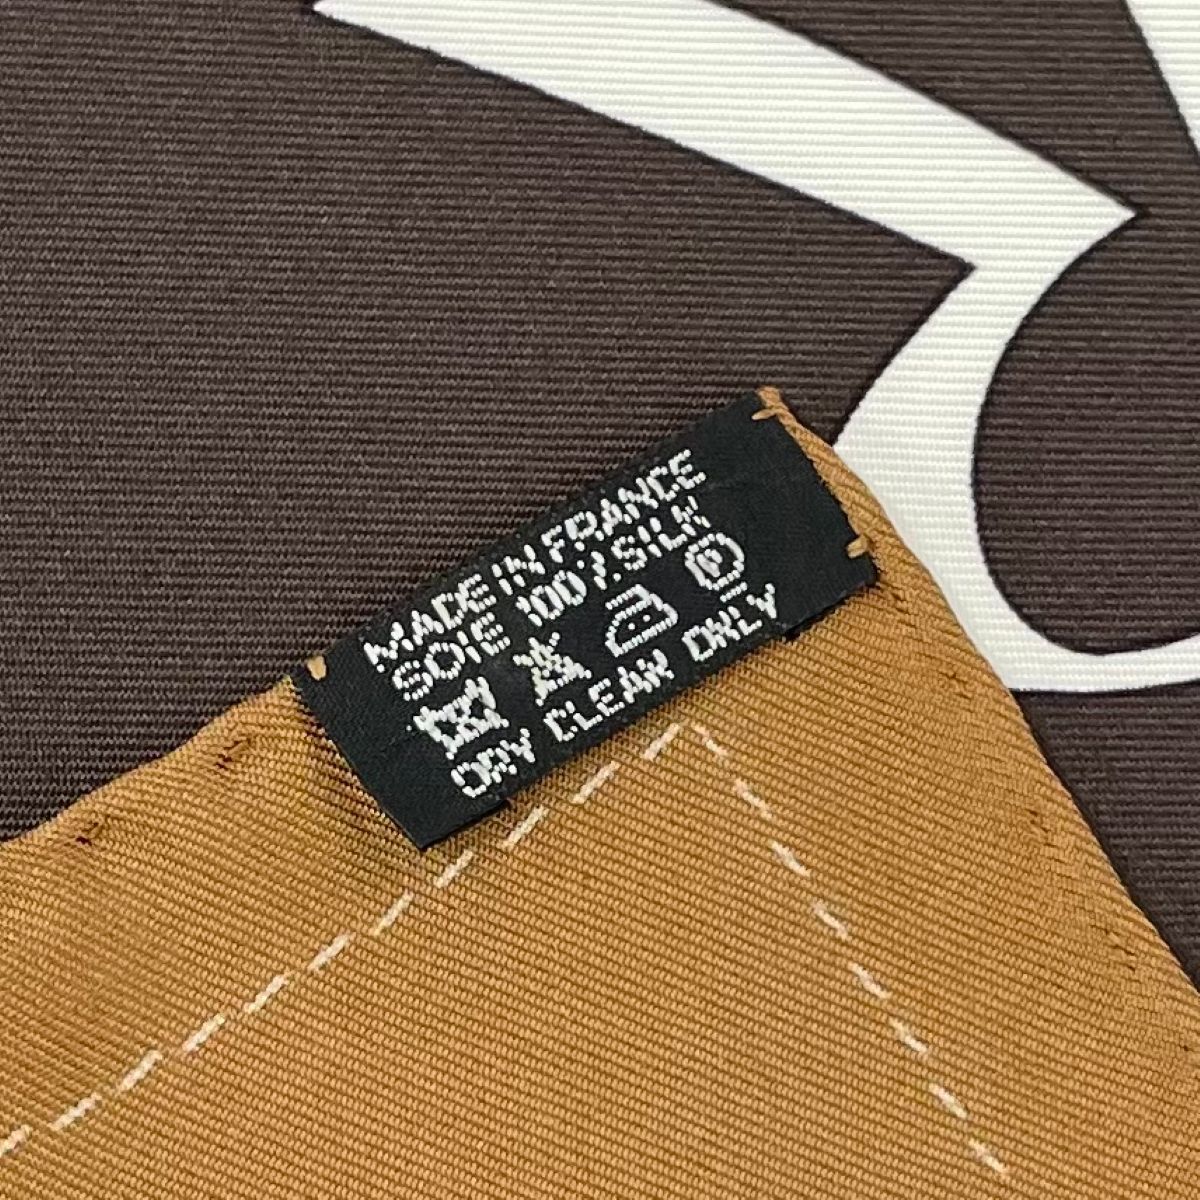 MADE IN FRANCE
SOIE 100% SILK
P
DRY CLEAN ONLY